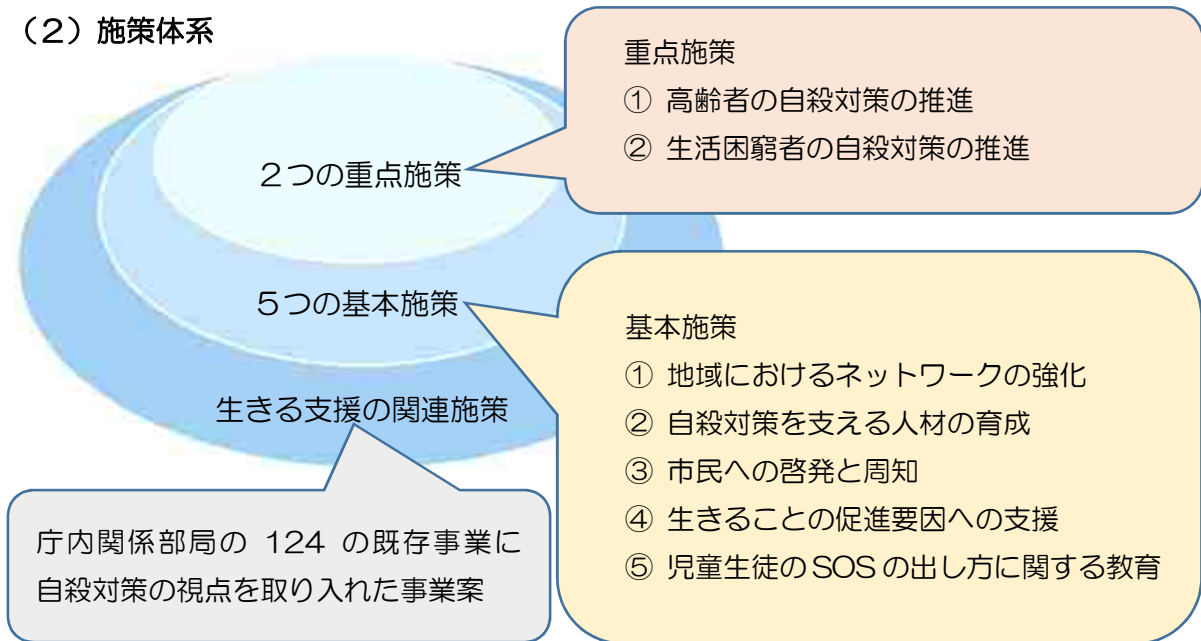 （２）施策体系
重点施策
① 高齢者の自殺対策の推進
② 生活困窮者の自殺対策の推進
２つの重点施策
５つの基本施策
基本施策
① 地域におけるネットワークの強化
② 自殺対策を支える人材の育成
③ 市民への啓発と周知
④ 生きることの促進要因への支援
⑤ 児童生徒の SOS の出し方に関する教育
生きる支援の関連施策
庁内関係部局の 124 の既存事業に
自殺対策の視点を取り入れた事業案